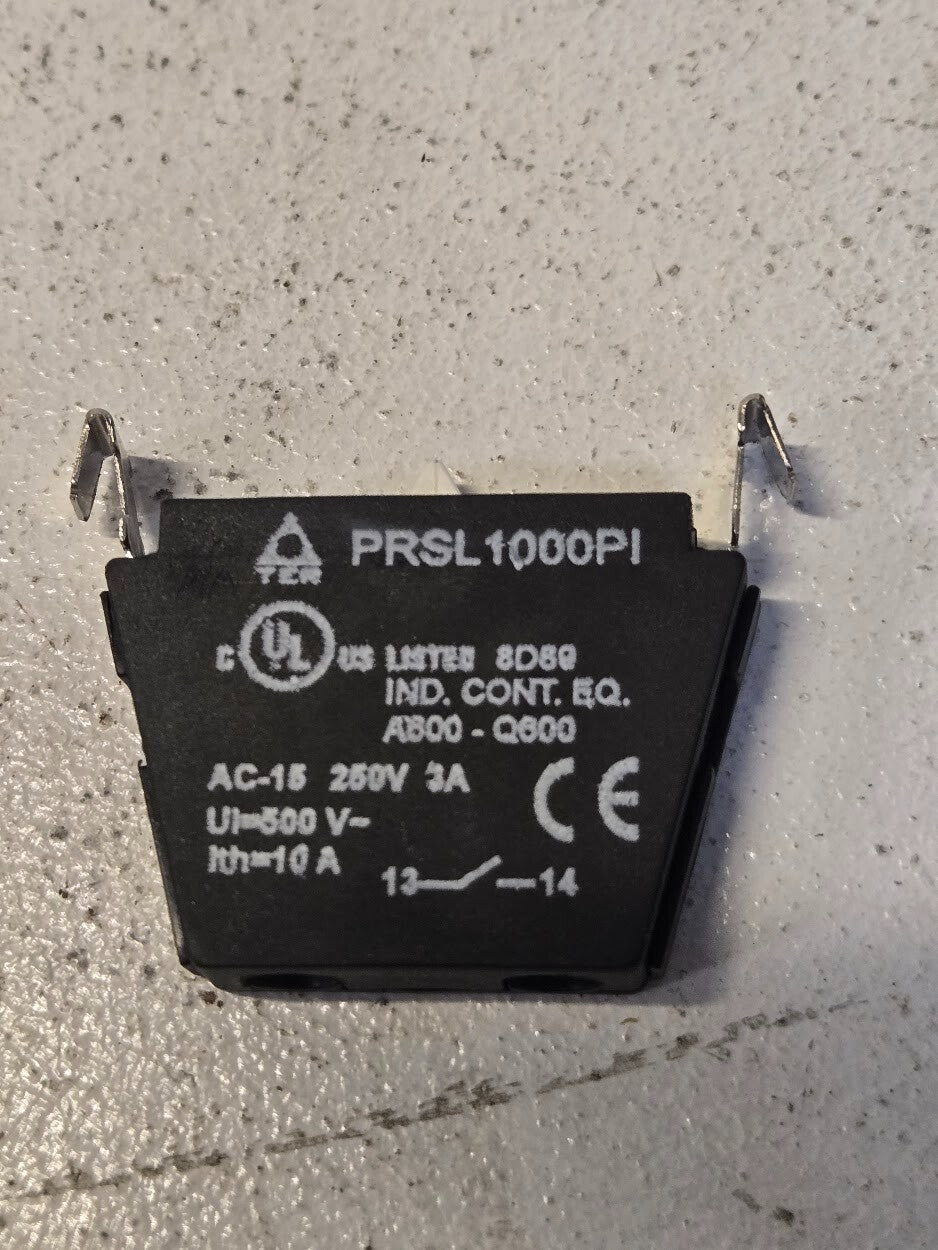 TER PRSL1000PI
C UL US LISTED 8D89
IND. CONT. EQ.
A600 - Q600
AC-15 250V 3A CE
Ui=500 V~
Ith=10 A
13 14